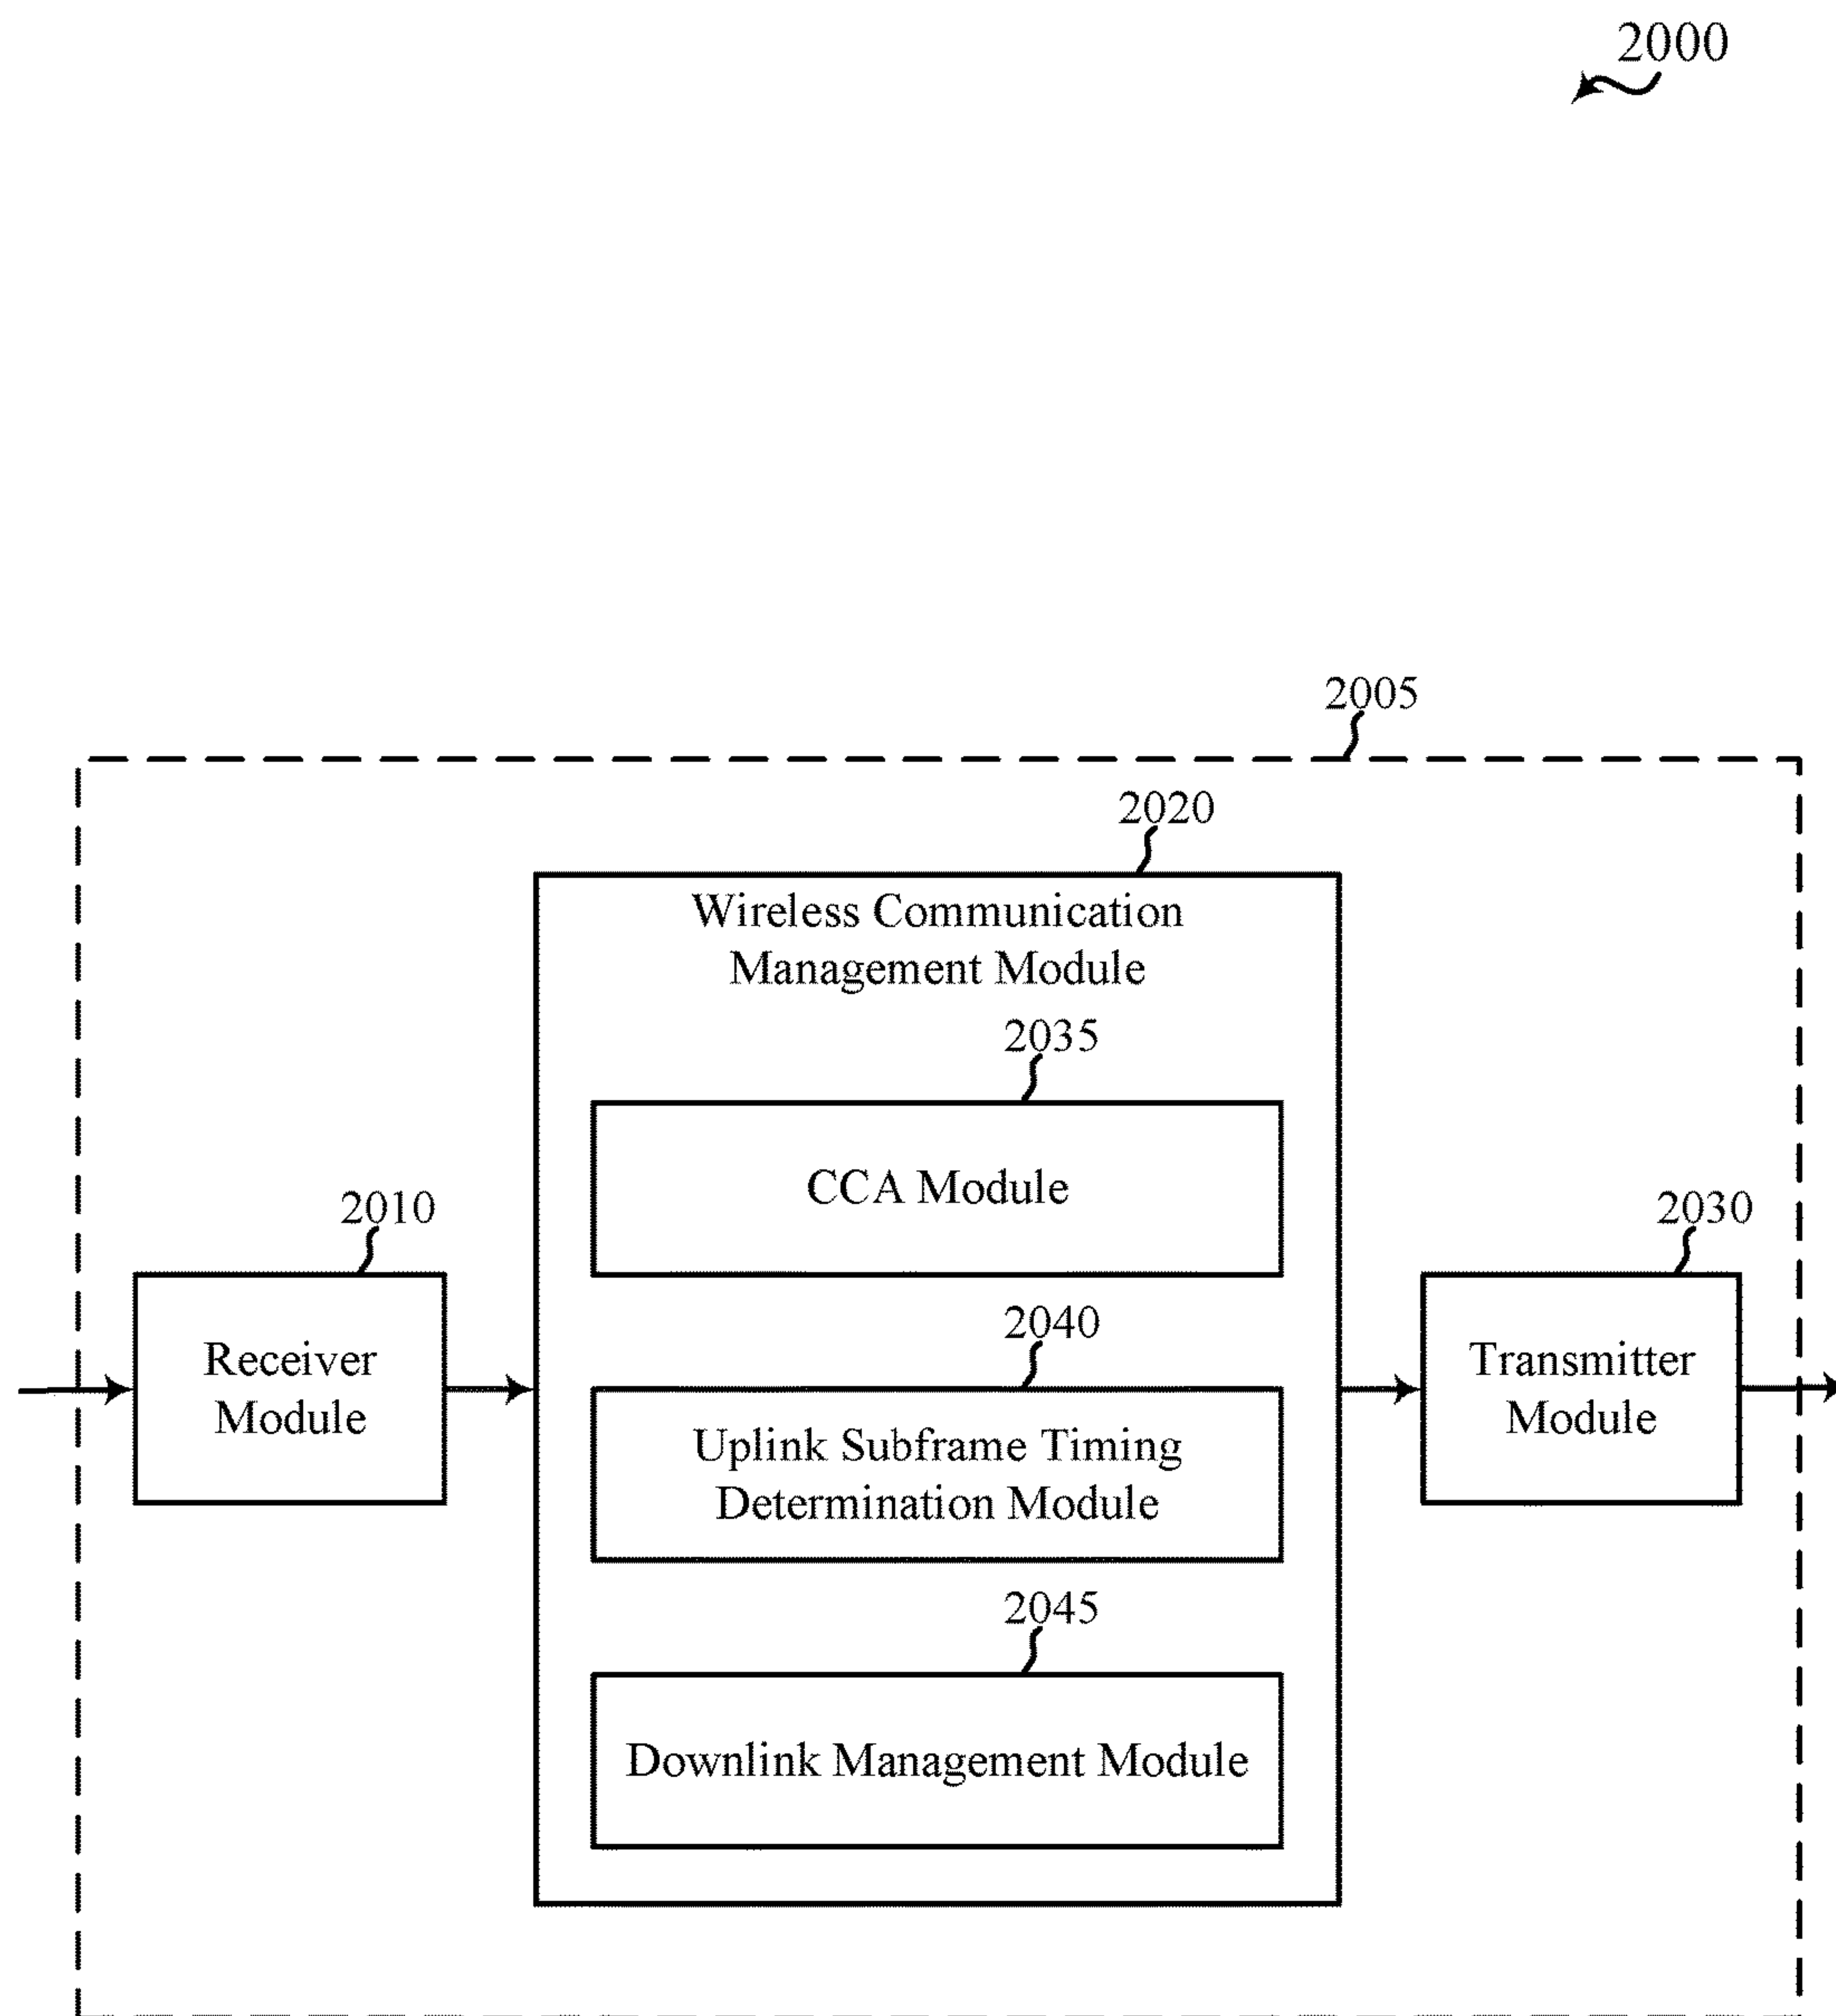 2000
2005
2020
Wireless Communication
Management Module
2035
CCA Module
2010
Receiver
Module
2040
Uplink Subframe Timing
Determination Module
2030
Transmitter
Module
2045
Downlink Management Module